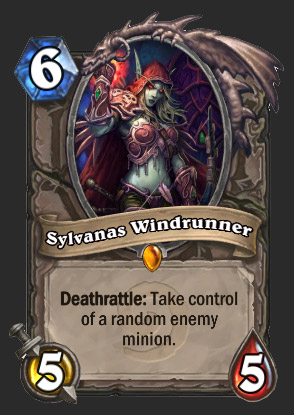 6
Sylvanas Windrunner
Deathrattle: Take control
of a random enemy
minion.
5 5